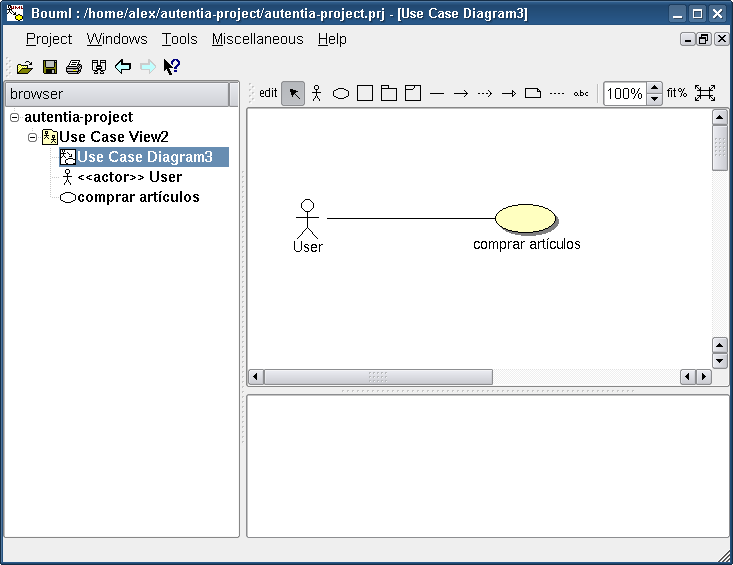 Bouml : /home/alex/autentia-project/autentia-project.prj - [Use Case Diagram3]
Project Windows Tools Miscellaneous Help
browser
edit abc 100% fit%
autentia-project
Use Case View2
Use Case Diagram3
<<actor>> User
comprar artículos
User
comprar artículos